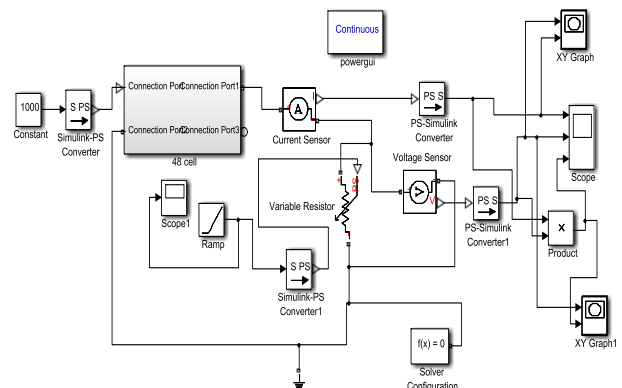 Continuous
powergui
XY Graph
1000
Constant
S PS
Simulink-PS
Converter
Connection Port
Connection Port1
Connection Port2
Connection Port3
48 cell
A
I
Current Sensor
PS S
PS-Simulink
Converter
Scope
Voltage Sensor
V
V
PS S
PS-Simulink
Converter1
x
Product
Scope1
Ramp
Variable Resistor
PS
+
S PS
Simulink-PS
Converter1
f(x) = 0
Solver
Configuration
XY Graph1